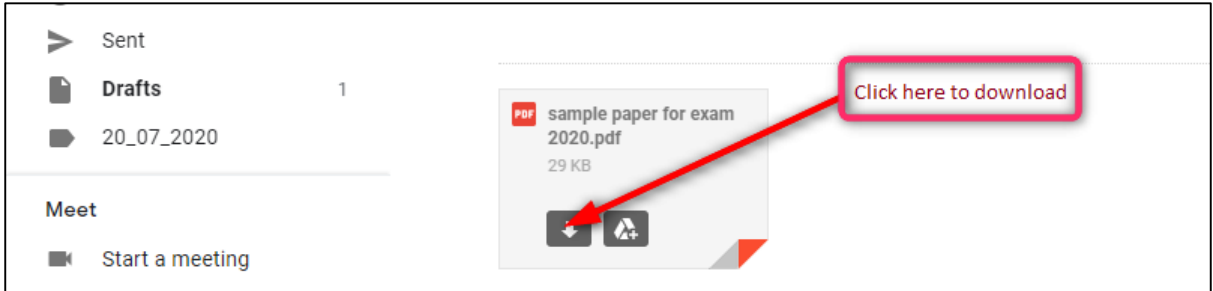 Sent
Drafts 1
20_07_2020
Meet
Start a meeting
PDF sample paper for exam
2020.pdf
29 KB
Click here to download